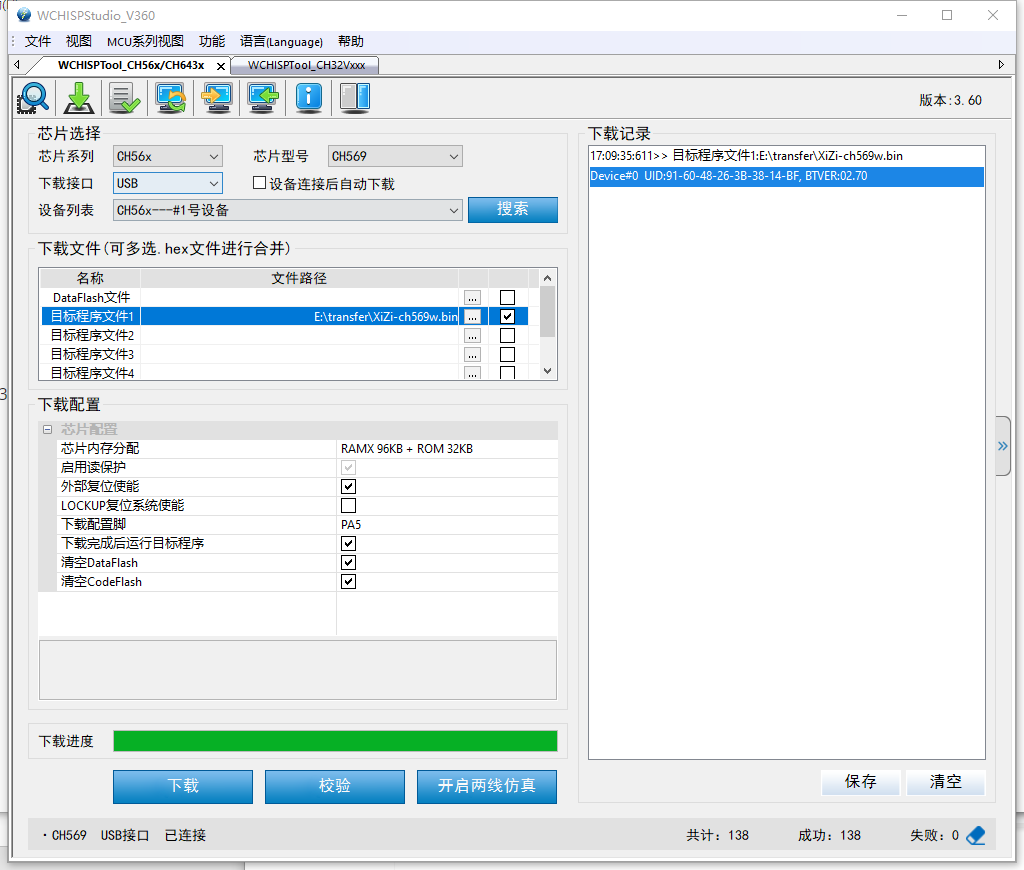 WCHISPStudio_V360
文件 视图 MCU系列视图 功能 语言(Language) 帮助
WCHISPTool_CH56x/CH643x WCHISPTool_CH32Vxxx
版本:3.60
芯片选择
芯片系列 CH56x 芯片型号 CH569
下载接口 USB 设备连接后自动下载
设备列表 CH56x---#1号设备 搜索
下载文件(可多选.hex文件进行合并)
名称 文件路径
DataFlash文件 ...
目标程序文件1 E:\transfer\XiZi-ch569w.bin ...
目标程序文件2 ...
目标程序文件3 ...
目标程序文件4 ...
下载配置
芯片配置
芯片内存分配 RAMX 96KB + ROM 32KB
启用读保护
外部复位使能
LOCKUP复位系统使能
下载配置脚 PA5
下载完成后运行目标程序
清空DataFlash
清空CodeFlash
下载进度
下载 校验 开启两线仿真
下载记录
17:09:35:611>> 目标程序文件1:E:\transfer\XiZi-ch569w.bin
Device#0 UID:91-60-48-26-3B-38-14-BF, BTVER:02.70
保存 清空
·CH569 USB接口 已连接 共计: 138 成功: 138 失败: 0